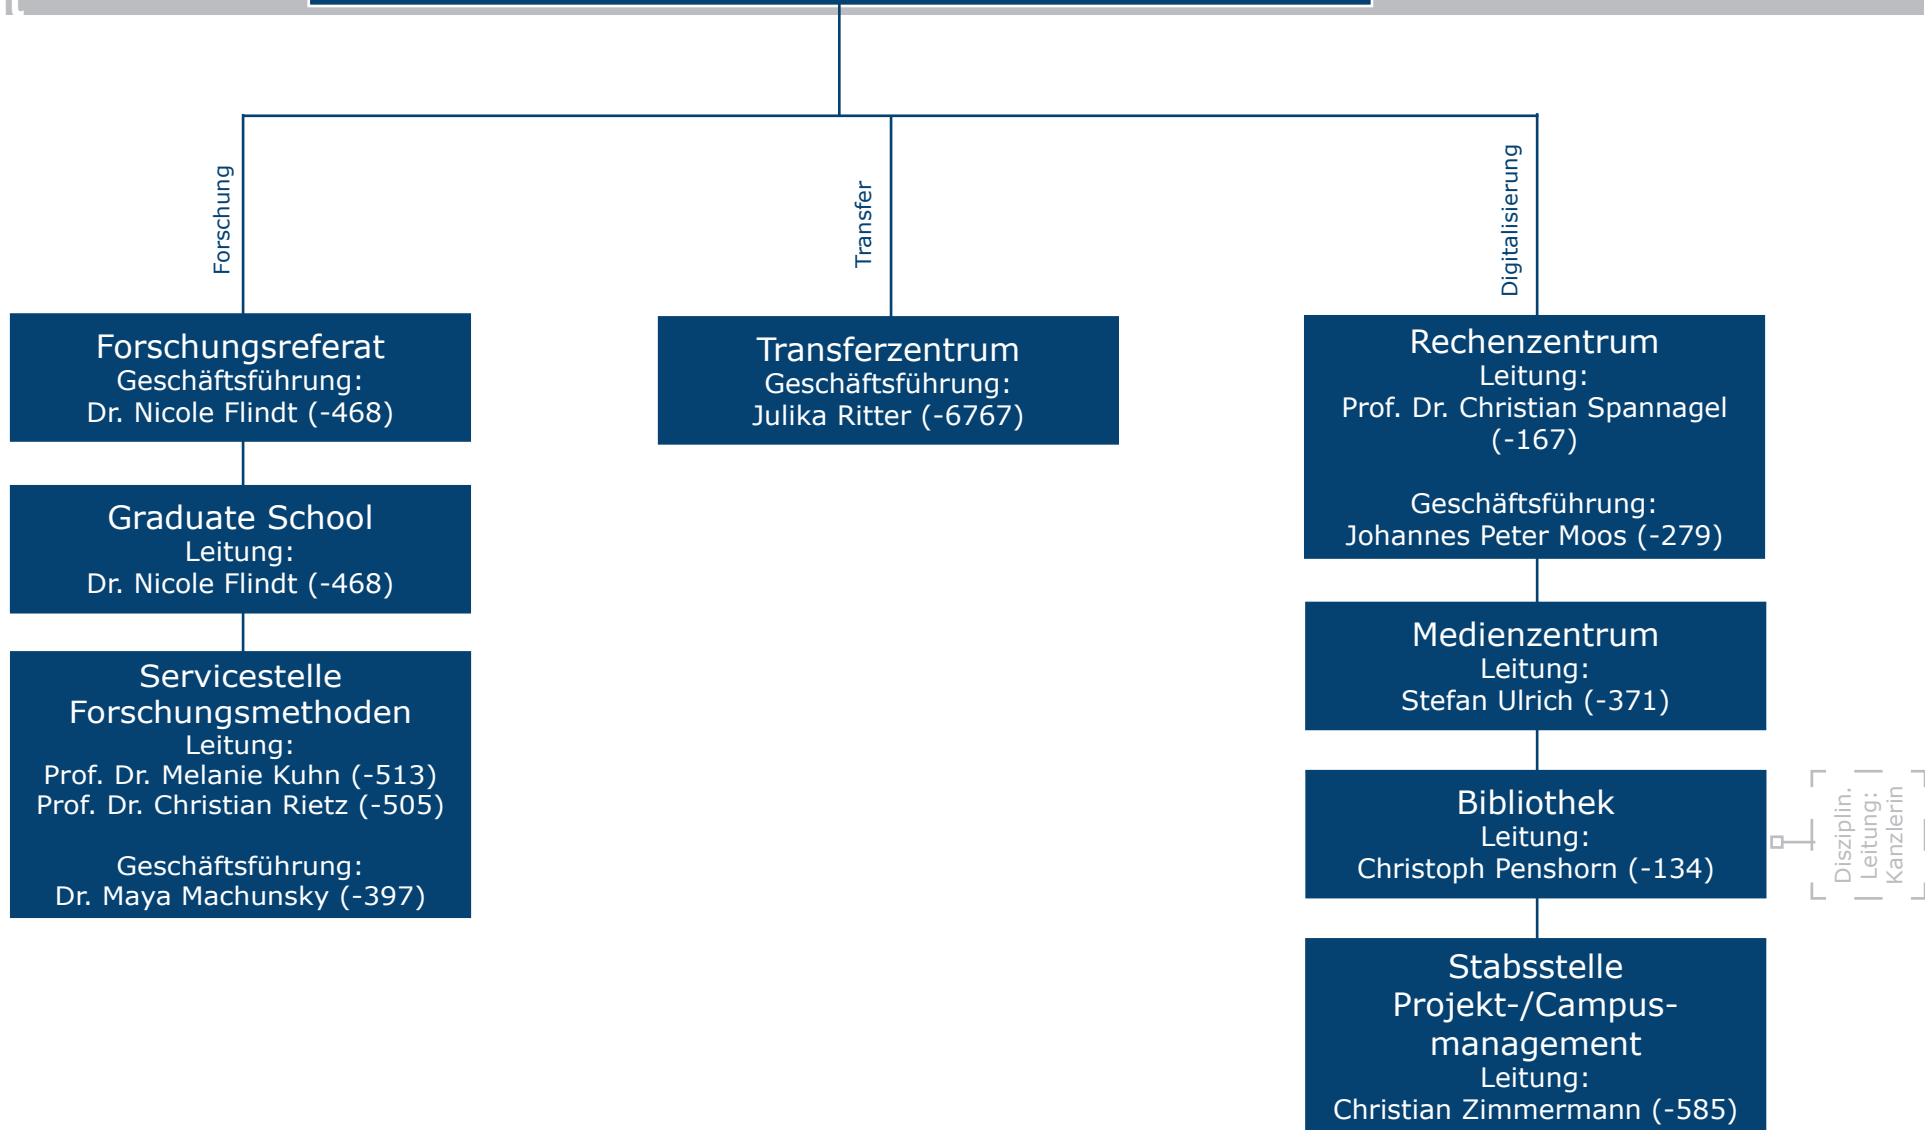 Forschung
Transfer
Digitalisierung
Forschungsreferat
Geschäftsführung:
Dr. Nicole Flindt (-468)
Graduate School
Leitung:
Dr. Nicole Flindt (-468)
Servicestelle
Forschungsmethoden
Leitung:
Prof. Dr. Melanie Kuhn (-513)
Prof. Dr. Christian Rietz (-505)
Geschäftsführung:
Dr. Maya Machunsky (-397)
Transferzentrum
Geschäftsführung:
Julika Ritter (-6767)
Rechenzentrum
Leitung:
Prof. Dr. Christian Spannagel
(-167)
Geschäftsführung:
Johannes Peter Moos (-279)
Medienzentrum
Leitung:
Stefan Ulrich (-371)
Bibliothek
Leitung:
Christoph Penshorn (-134)
Disziplin.
Leitung:
Kanzlerin
Stabsstelle
Projekt-/Campus-
management
Leitung:
Christian Zimmermann (-585)